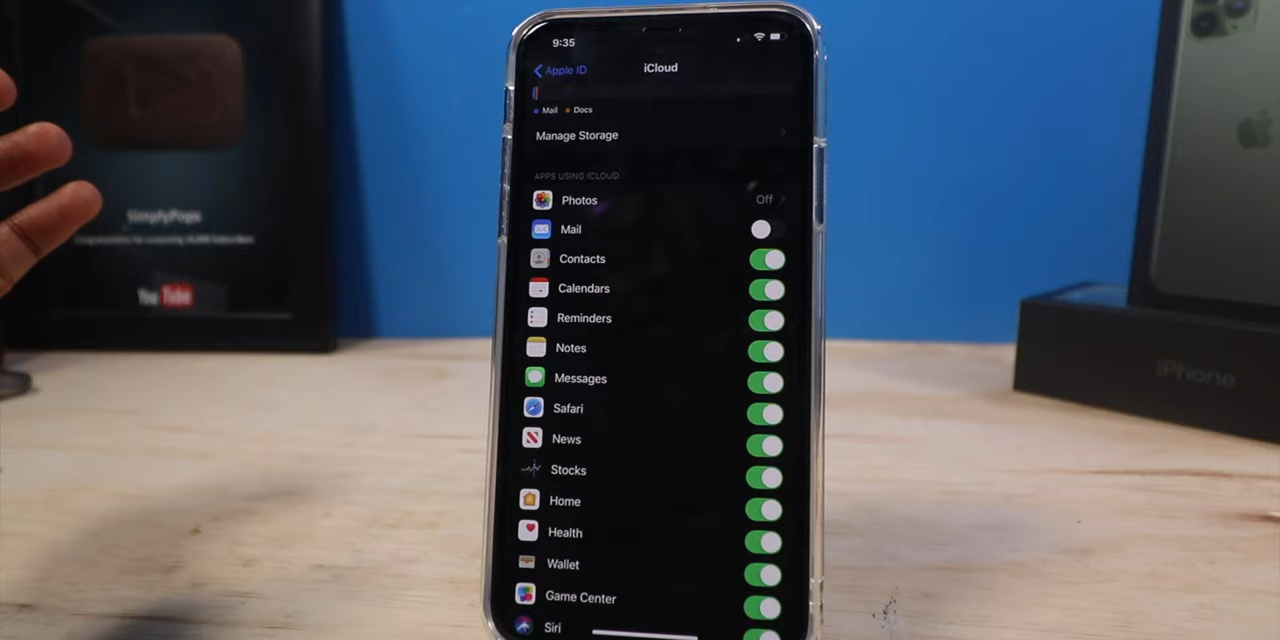 SimplyPops
YouTube
9:35
Apple ID
iCloud
Mail Docs
Manage Storage
APPS USING ICLOUD
Photos Off
Mail
Contacts
Calendars
Reminders
Notes
Messages
Safari
News
Stocks
Home
Health
Wallet
Game Center
Siri
iPhone